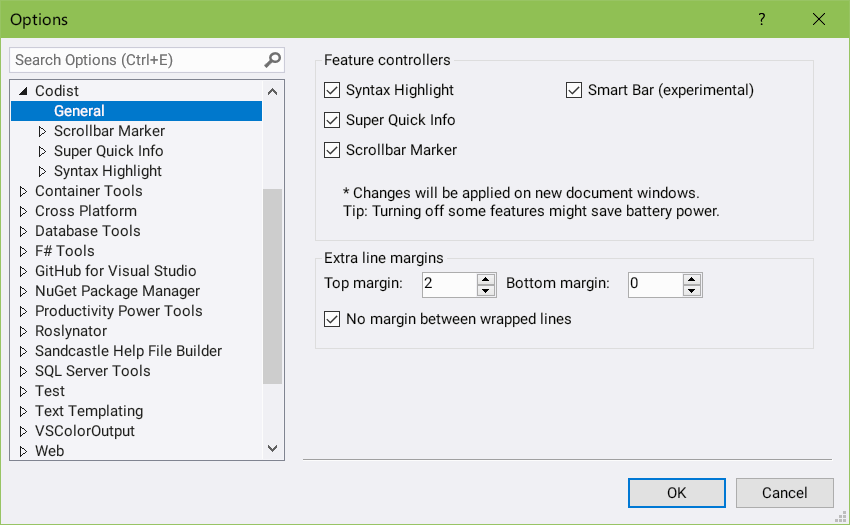 Options
?
Search Options (Ctrl+E)
Codist
General
Scrollbar Marker
Super Quick Info
Syntax Highlight
Container Tools
Cross Platform
Database Tools
F# Tools
GitHub for Visual Studio
NuGet Package Manager
Productivity Power Tools
Roslynator
Sandcastle Help File Builder
SQL Server Tools
Test
Text Templating
VSColorOutput
Web
Feature controllers
Syntax Highlight
Smart Bar (experimental)
Super Quick Info
Scrollbar Marker
* Changes will be applied on new document windows.
Tip: Turning off some features might save battery power.
Extra line margins
Top margin: 2 Bottom margin: 0
No margin between wrapped lines
OK Cancel